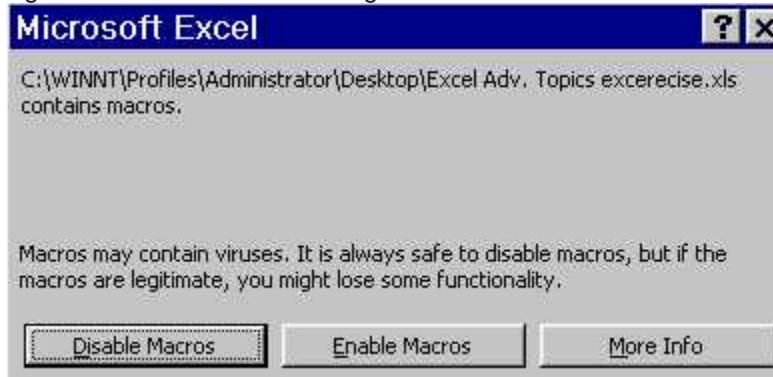 Microsoft Excel
C:\WINNT\Profiles\Administrator\Desktop\Excel Adv. Topics excerecise.xls
contains macros.
Macros may contain viruses. It is always safe to disable macros, but if the
macros are legitimate, you might lose some functionality.
Disable Macros Enable Macros More Info